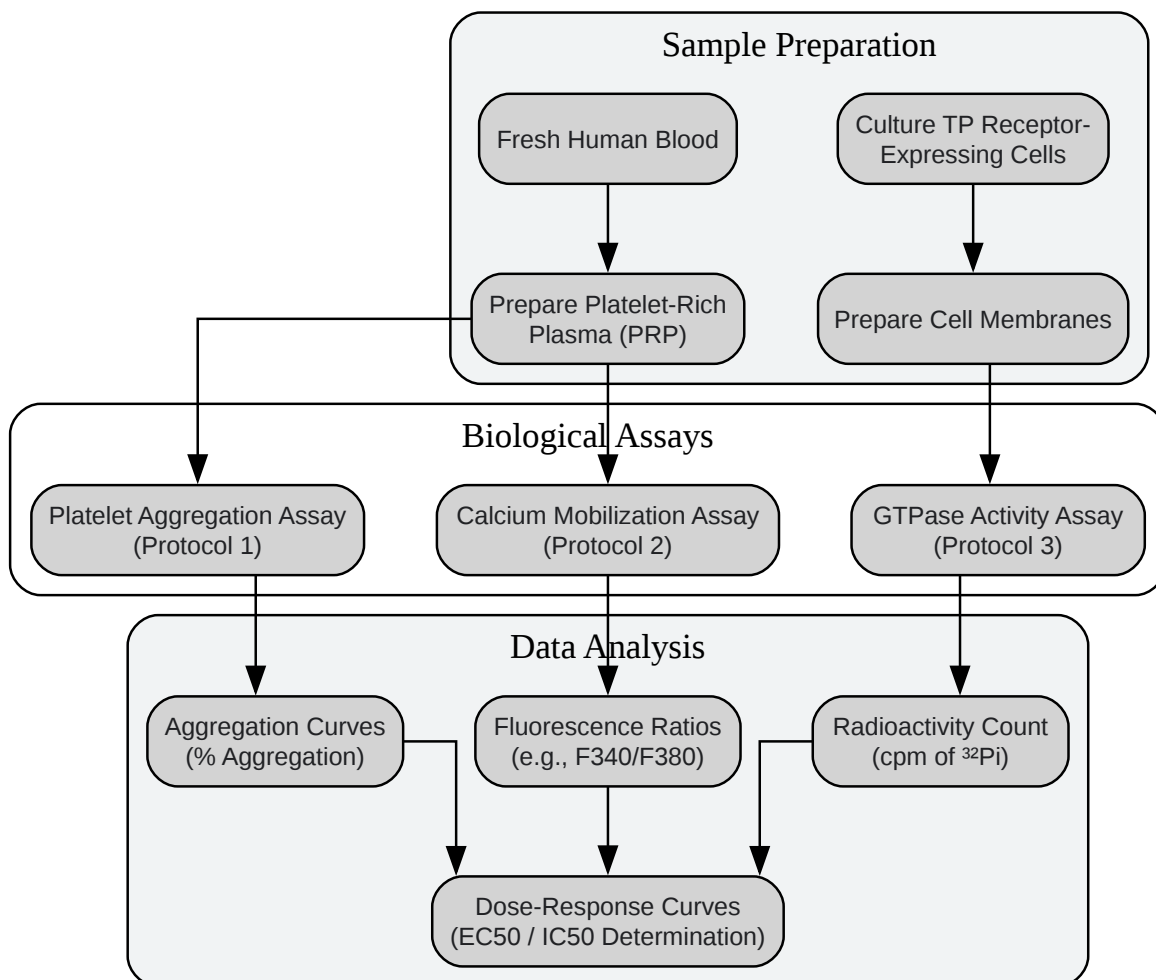 Sample Preparation
Fresh Human Blood
Culture TP Receptor-
Expressing Cells
Prepare Platelet-Rich
Plasma (PRP)
Prepare Cell Membranes
Biological Assays
Platelet Aggregation Assay
(Protocol 1)
Calcium Mobilization Assay
(Protocol 2)
GTPase Activity Assay
(Protocol 3)
Data Analysis
Aggregation Curves
(% Aggregation)
Fluorescence Ratios
(e.g., F340/F380)
Radioactivity Count
(cpm of ³²Pi)
Dose-Response Curves
(EC50 / IC50 Determination)